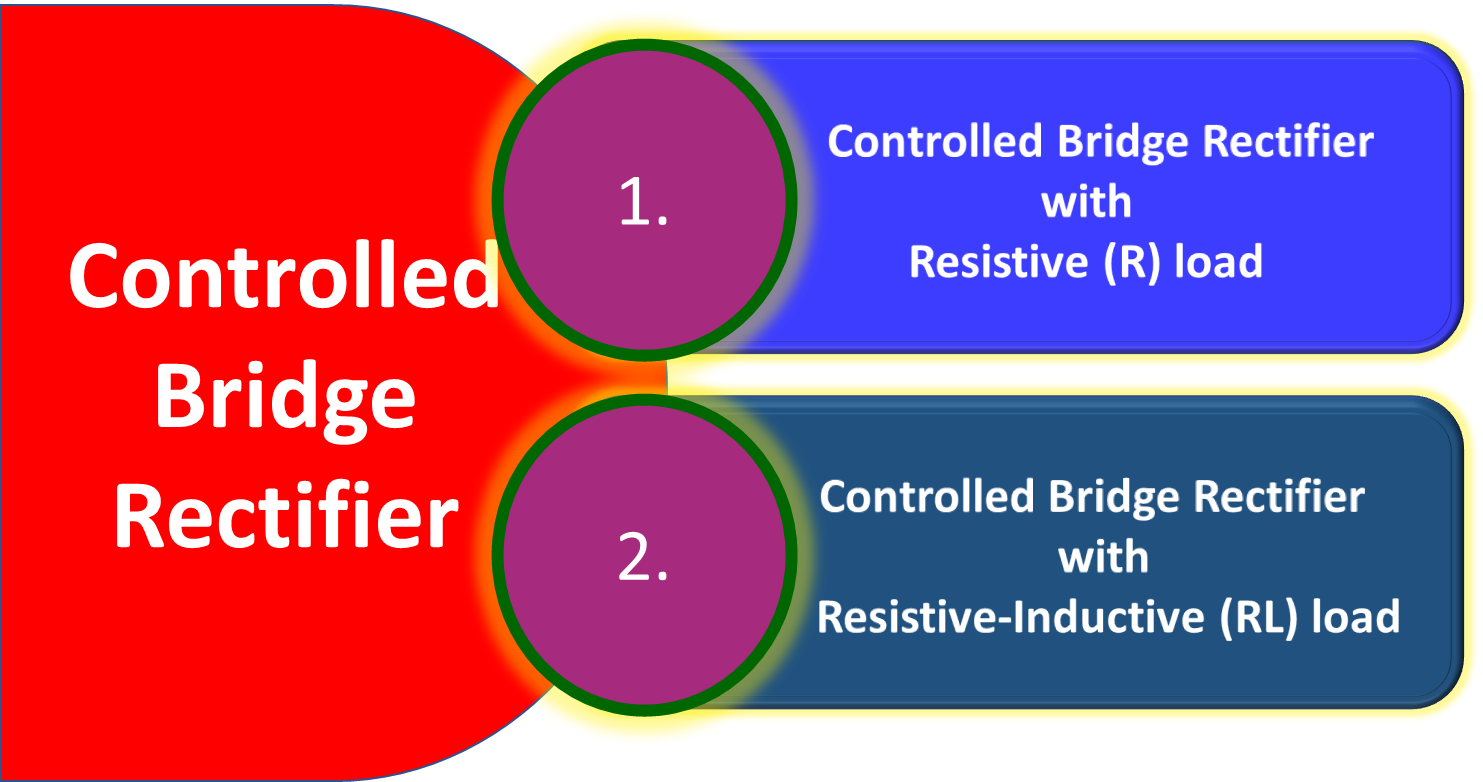 Controlled
Bridge
Rectifier
1.
Controlled Bridge Rectifier
with
Resistive (R) load
2.
Controlled Bridge Rectifier
with
Resistive-Inductive (RL) load